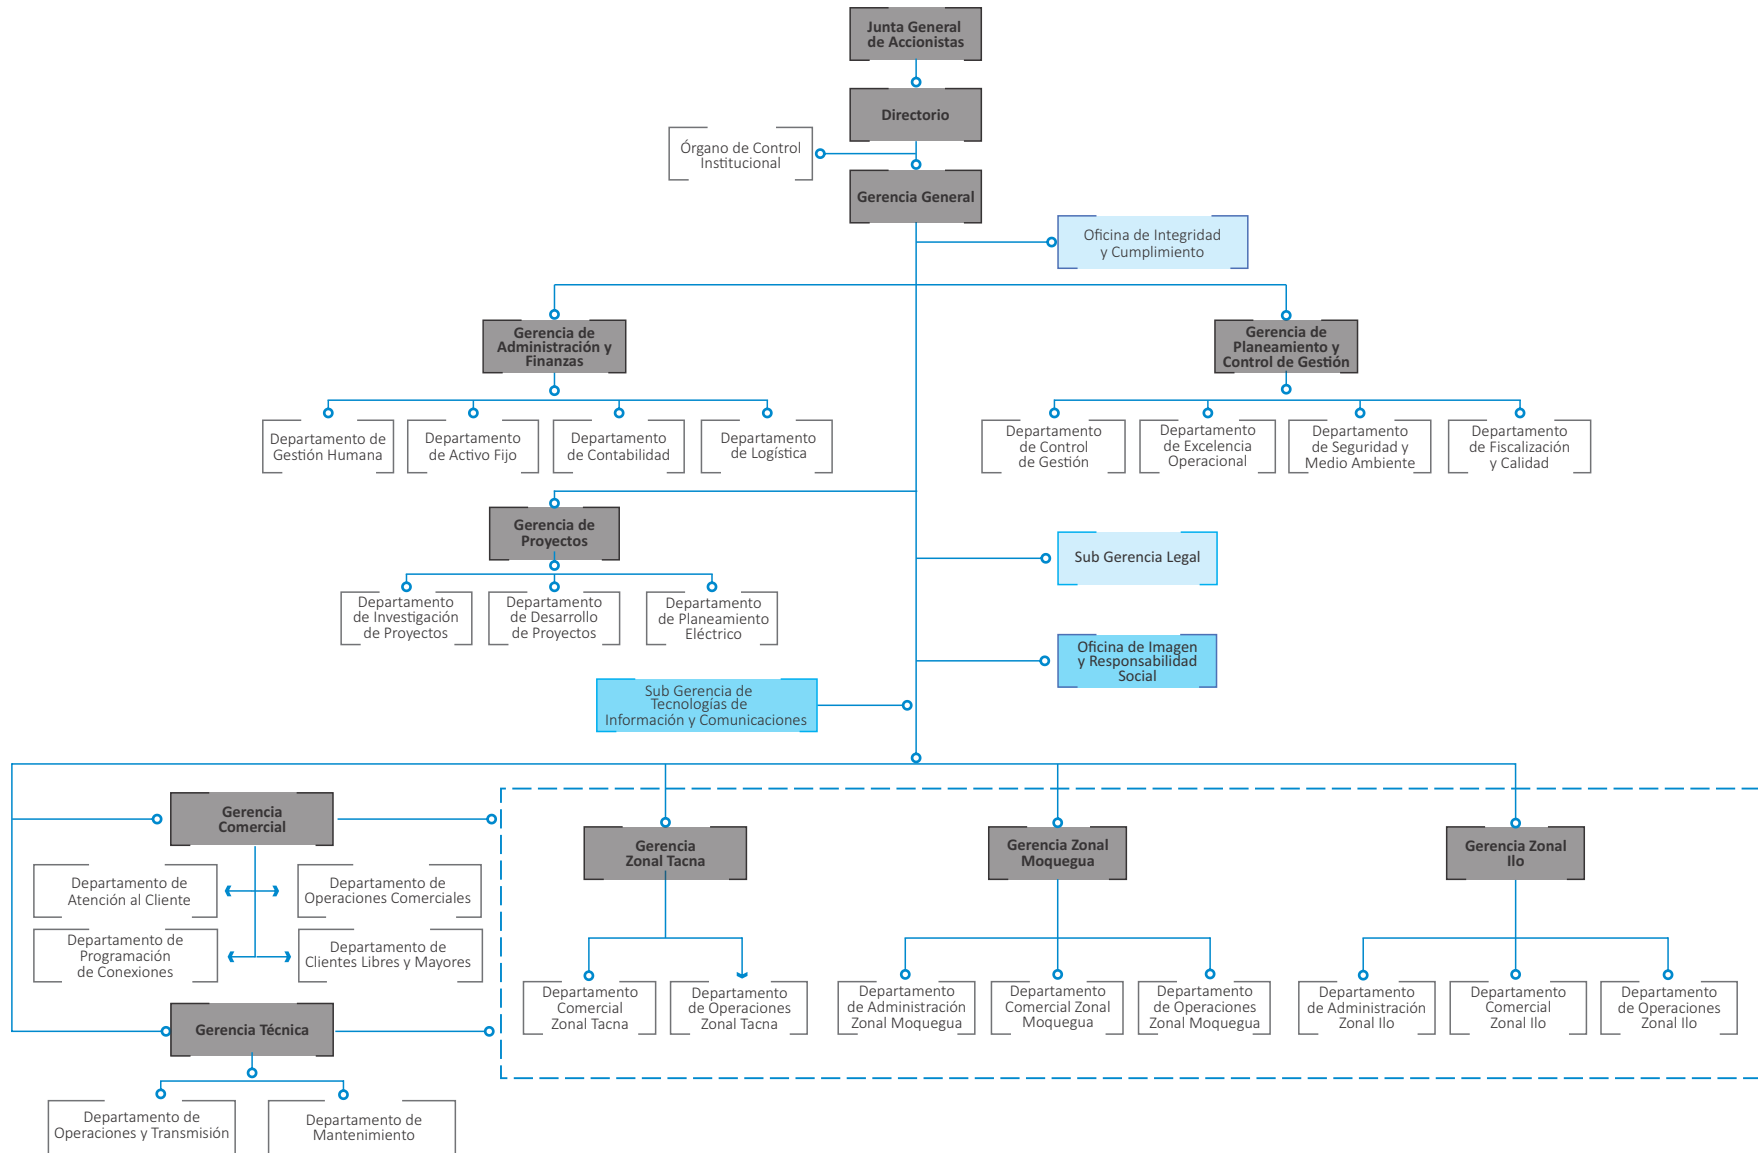 Junta General
de Accionistas
Directorio
Órgano de Control
Institucional
Gerencia General
Oficina de Integridad
y Cumplimiento
Gerencia de
Administración y
Finanzas
Gerencia de
Planeamiento y
Control de Gestión
Departamento de
Gestión Humana
Departamento
de Activo Fijo
Departamento
de Contabilidad
Departamento
de Logística
Departamento
de Control
de Gestión
Departamento
de Excelencia
Operacional
Departamento
de Seguridad y
Medio Ambiente
Departamento
de Fiscalización
y Calidad
Gerencia de
Proyectos
Sub Gerencia Legal
Departamento
de Investigación
de Proyectos
Departamento
de Desarrollo
de Proyectos
Departamento
de Planeamiento
Eléctrico
Oficina de Imagen
y Responsabilidad
Social
Sub Gerencia de
Tecnologías de
Información y Comunicaciones
Gerencia
Comercial
Departamento de
Atención al Cliente
Departamento de
Operaciones Comerciales
Departamento de
Programación
de Conexiones
Departamento de
Clientes Libres y Mayores
Gerencia Técnica
Departamento de
Operaciones y Transmisión
Departamento de
Mantenimiento
Gerencia
Zonal Tacna
Gerencia Zonal
Moquegua
Gerencia Zonal
Ilo
Departamento
Comercial
Zonal Tacna
Departamento
de Operaciones
Zonal Tacna
Departamento
de Administración
Zonal Moquegua
Departamento
Comercial Zonal
Moquegua
Departamento
de Operaciones
Zonal Moquegua
Departamento
de Administración
Zonal Ilo
Departamento
Comercial
Zonal Ilo
Departamento
de Operaciones
Zonal Ilo